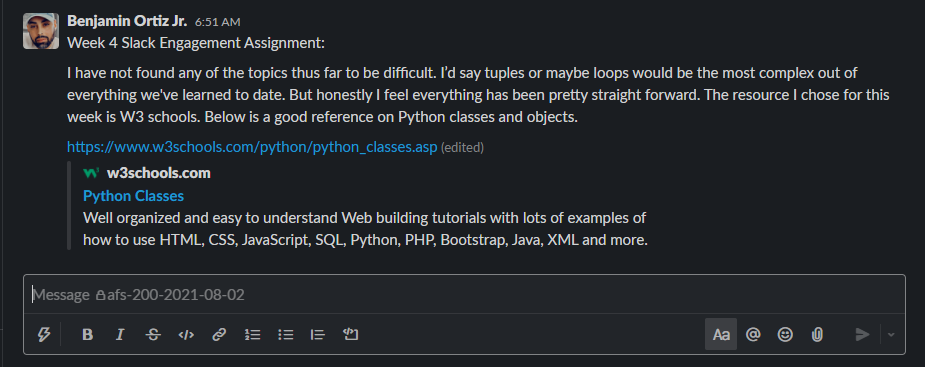 Benjamin Ortiz Jr. 6:51 AM
Week 4 Slack Engagement Assignment:
I have not found any of the topics thus far to be difficult. I’d say tuples or maybe loops would be the most complex out of
everything we've learned to date. But honestly I feel everything has been pretty straight forward. The resource I chose for this
week is W3 schools. Below is a good reference on Python classes and objects.
https://www.w3schools.com/python/python_classes.asp (edited)
w3schools.com
Python Classes
Well organized and easy to understand Web building tutorials with lots of examples of
how to use HTML, CSS, JavaScript, SQL, Python, PHP, Bootstrap, Java, XML and more.
Message afs-200-2021-08-02
B I S </> Aa @